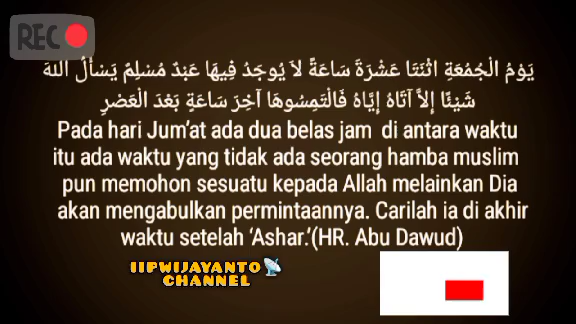 REC
يَوْمُ الْجُمُعَةِ اثْنَتَا عَشْرَةَ سَاعَةً لاَ يُوجَدُ فِيهَا عَبْدٌ مُسْلِمٌ يَسْأَلُ اللهَ
شَيْئًا إِلاَّ آتَاهُ إِيَّاهُ فَالْتَمِسُوهَا آخِرَ سَاعَةٍ بَعْدَ الْعَصْرِ
Pada hari Jum'at ada dua belas jam di antara waktu
itu ada waktu yang tidak ada seorang hamba muslim
pun memohon sesuatu kepada Allah melainkan Dia
akan mengabulkan permintaannya. Carilah ia di akhir
waktu setelah 'Ashar.'(HR. Abu Dawud)
IIPWIJAYANTO
CHANNEL